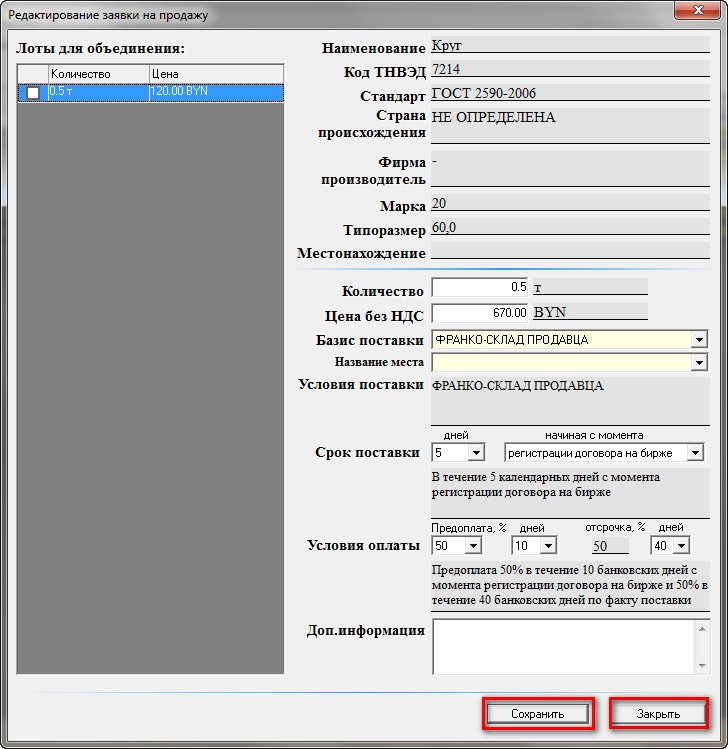 Редактирование заявки на продажу
Лоты для объединения:
Количество Цена
0.5 т 120.00 BYN
Наименование Круг
Код ТНВЭД 7214
Стандарт ГОСТ 2590-2006
Страна происхождения НЕ ОПРЕДЕЛЕНА
Фирма производитель -
Марка 20
Типоразмер 60,0
Местонахождение
Количество 0.5 т
Цена без НДС 670.00 BYN
Базис поставки ФРАНКО-СКЛАД ПРОДАВЦА
Название места
Условия поставки ФРАНКО-СКЛАД ПРОДАВЦА
дней начиная с момента
Срок поставки 5 регистрации договора на бирже
В течение 5 календарных дней с момента
регистрации договора на бирже
Предоплата, % дней отсрочка, % дней
Условия оплаты 50 10 50 40
Предоплата 50% в течение 10 банковских дней с
момента регистрации договора на бирже и 50% в
течение 40 банковских дней по факту поставки
Доп.информация
Сохранить Закрыть